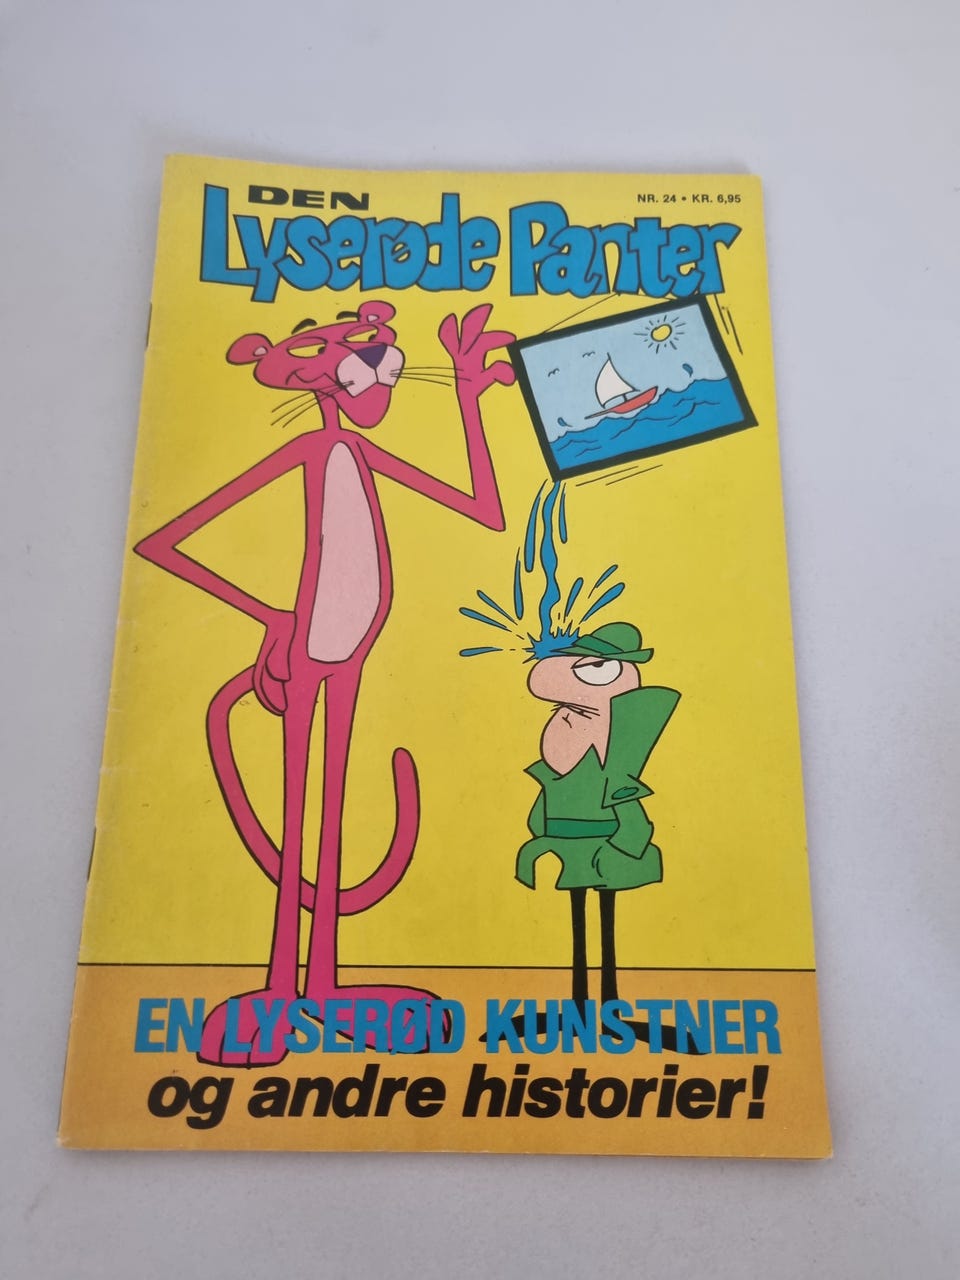 DEN
NR. 24 • KR. 6,95
Lyserøde Panter
EN LYSERØD KUNSTNER
og andre historier!